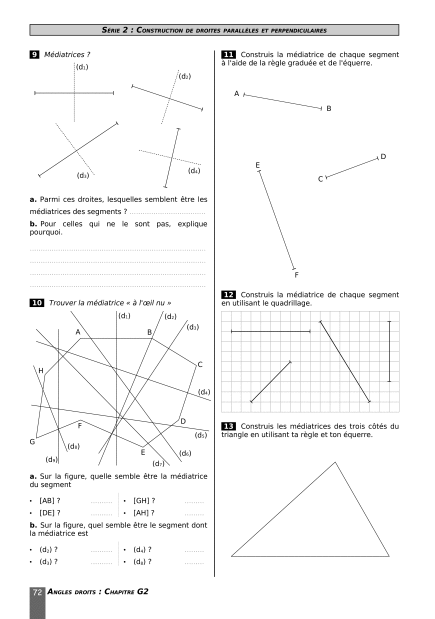 SÉRIE 2 : CONSTRUCTION DE DROITES PARALLÈLES ET PERPENDICULAIRES
9 Médiatrices ?
(d₁)
(d₂)
(d₃)
(d₄)
a. Parmi ces droites, lesquelles semblent être les
médiatrices des segments ? ..............................
b. Pour celles qui ne le sont pas, explique
pourquoi.
10 Trouver la médiatrice « à l'œil nu »
(d₁)
(d₂)
(d₃)
A
B
C
H
(d₄)
D
F
(d₅)
G
E
(d₈)
(d₆)
(d₉)
(d₇)
a. Sur la figure, quelle semble être la médiatrice
du segment
• [AB] ? .......... • [GH] ? ..........
• [DE] ? .......... • [AH] ? ..........
b. Sur la figure, quel semble être le segment dont
la médiatrice est
• (d₂) ? .......... • (d₄) ? ..........
• (d₃) ? .......... • (d₈) ? ..........
11 Construis la médiatrice de chaque segment
à l'aide de la règle graduée et de l'équerre.
A
B
D
E
C
F
12 Construis la médiatrice de chaque segment
en utilisant le quadrillage.
13 Construis les médiatrices des trois côtés du
triangle en utilisant ta règle et ton équerre.
72 ANGLES DROITS : CHAPITRE G2